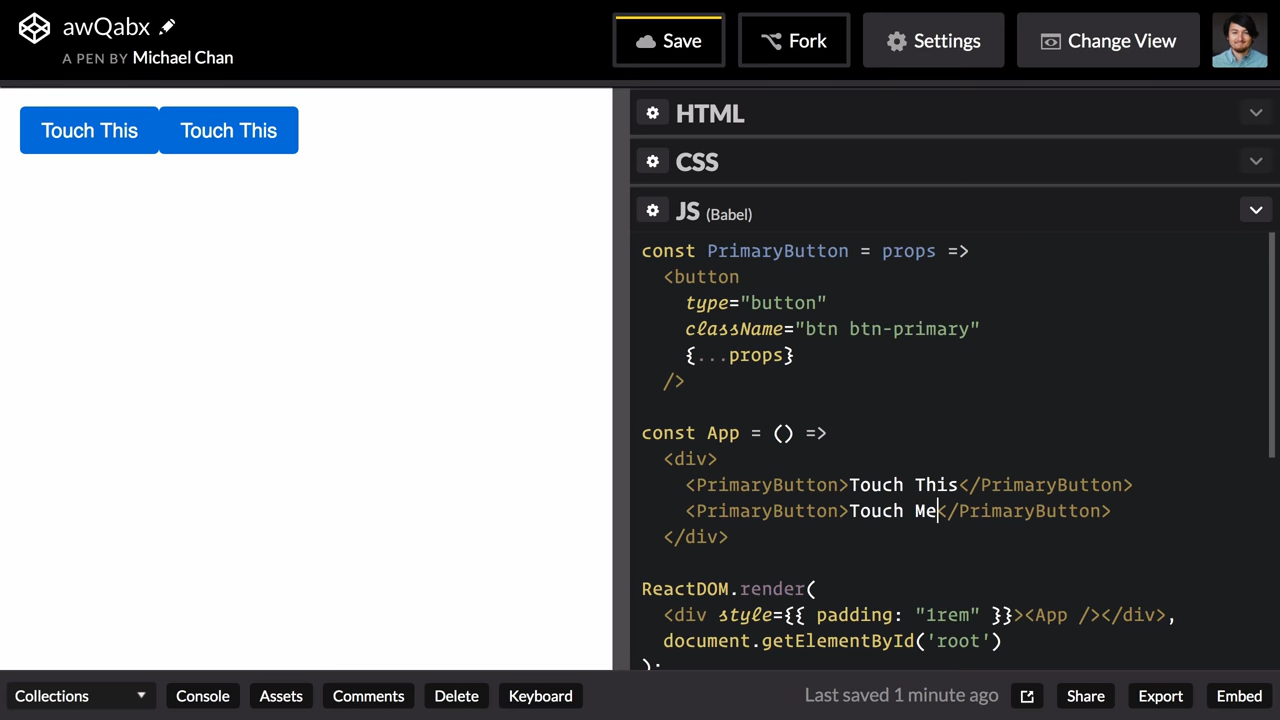 awQabx
A PEN BY Michael Chan
Save
Fork
Settings
Change View
Touch This Touch This
HTML
CSS
JS (Babel)
const PrimaryButton = props =>
<button
type="button"
className="btn btn-primary"
{...props}
/>
const App = () =>
<div>
<PrimaryButton>Touch This</PrimaryButton>
<PrimaryButton>Touch Me</PrimaryButton>
</div>
ReactDOM.render(
<div style={{ padding: "1rem" }}><App /></div>,
document.getElementById('root')
);
Collections Console Assets Comments Delete Keyboard Last saved 1 minute ago Share Export Embed